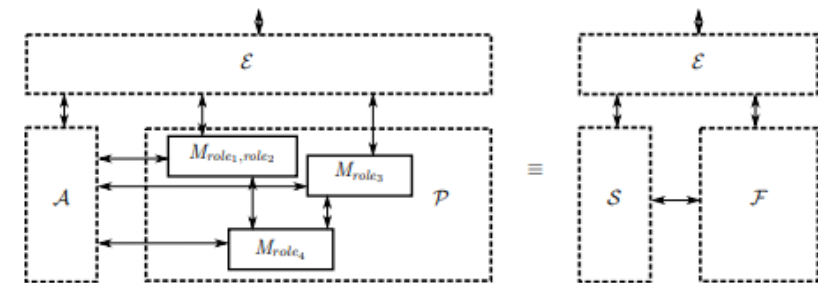 ℰ ℰ
M_{role₁,role₂}
M_{role₃}
𝒜 𝒫 ≡ 𝒮 ℱ
M_{role₄}